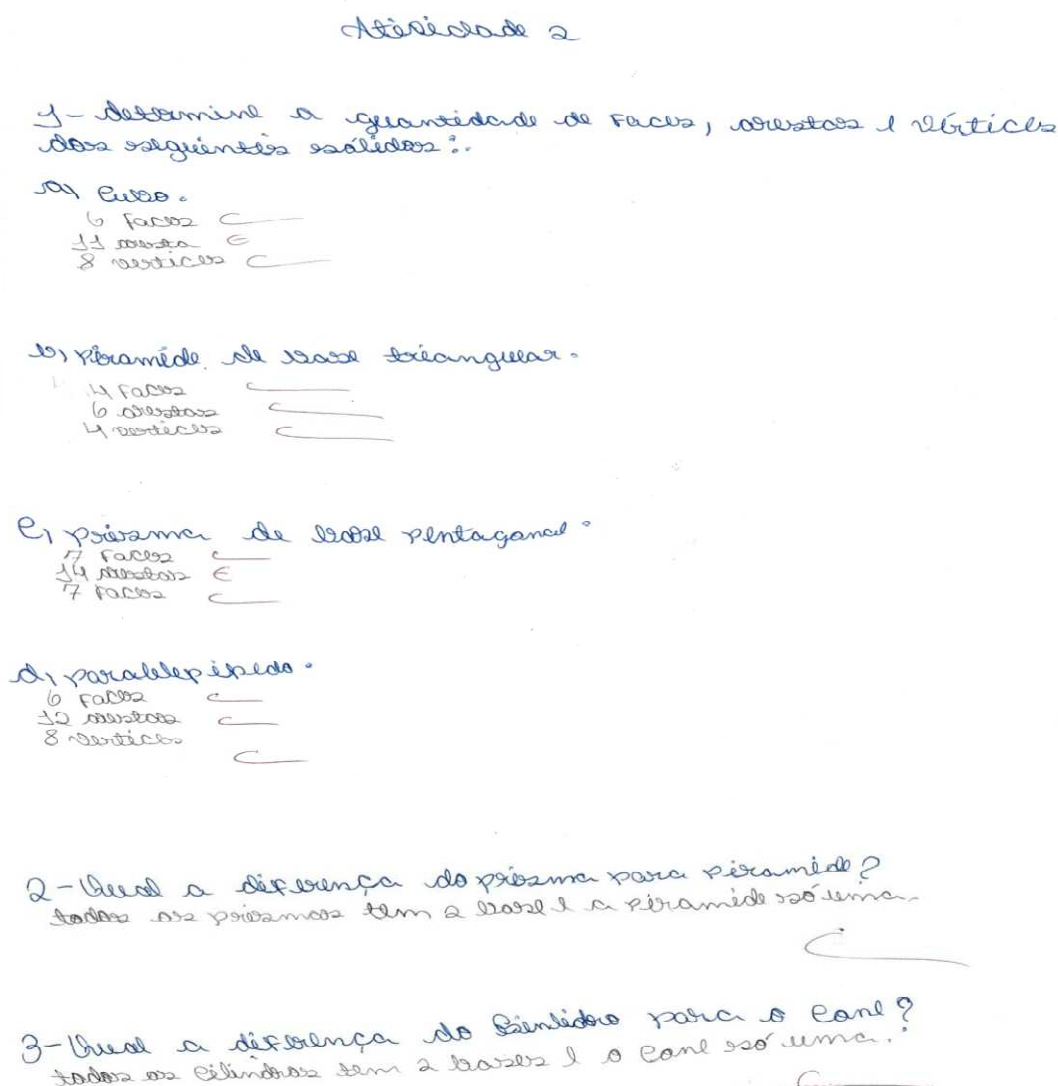 Atividade 2
1- determine a quantidade de faces, arestas e vértices
dos seguintes sólidos:.
a) Cubo.
6 faces C
11 aresta E
8 vertices C
b) pirâmide de base triangular.
4 faces C
6 arestas C
4 vertices C
C) prisma de base pentagonal.
7 faces C
14 arestas E
7 faces C
d) paralelepipedo.
6 faces C
12 arestas C
8 vertices
C
2- Qual a diferença do prisma para pirâmide?
todos os prismas tem 2 base e a pirâmide só uma.
C
3- Qual a diferença do para o cone?
todos os cilindros tem 2 bases e o cone só uma.
C